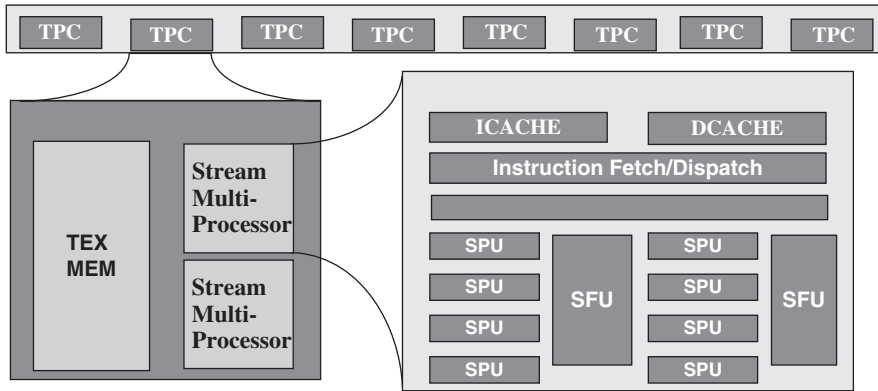 TPC TPC TPC TPC TPC TPC TPC TPC
TEX
MEM
Stream
Multi-
Processor
Stream
Multi-
Processor
ICACHE DCACHE
Instruction Fetch/Dispatch
SPU SPU
SPU SPU
SFU SFU
SPU SPU
SPU SPU